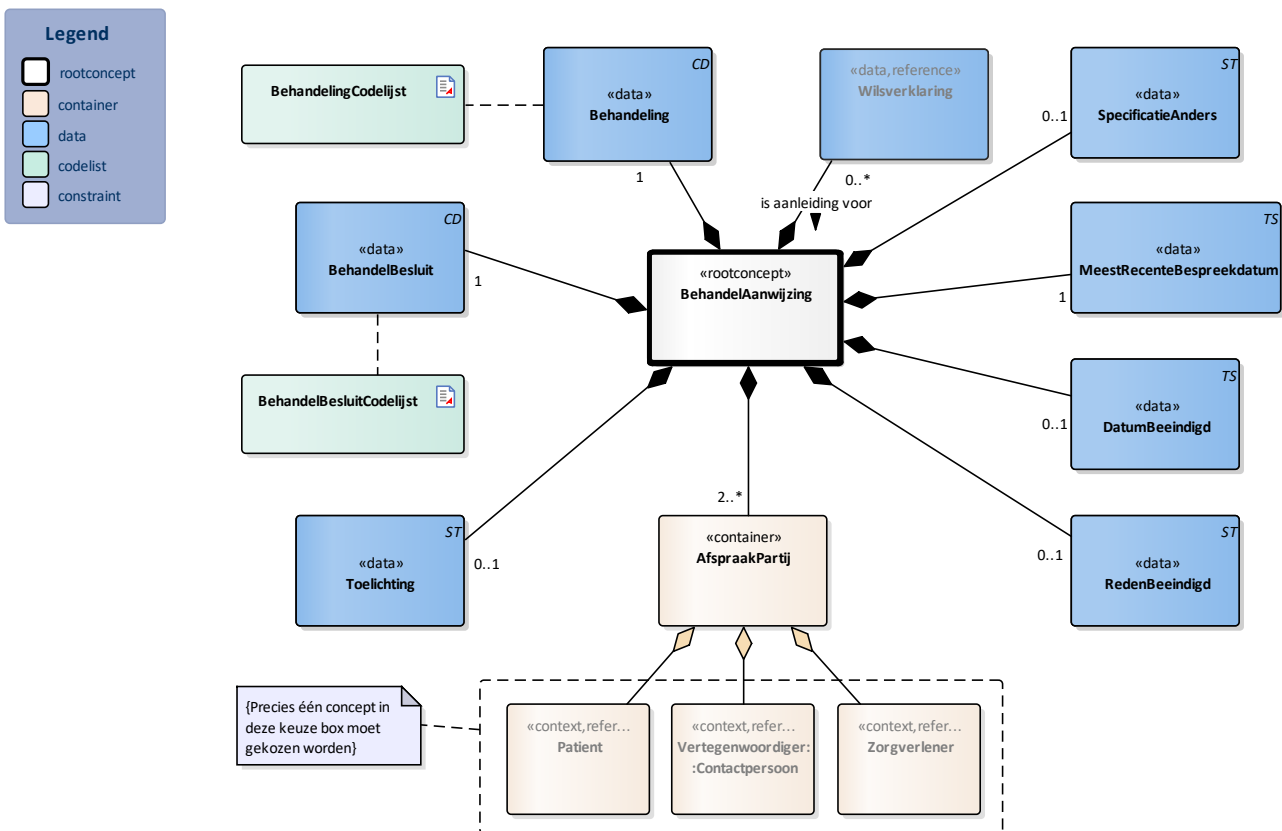 Legend
rootconcept
container
data
codelist
constraint
BehandelingCodelijst
CD
«data»
Behandeling
1
«data,reference»
Wilsverklaring
0..*
is aanleiding voor
ST
«data»
SpecificatieAnders
0..1
CD
«data»
BehandelBesluit
1
«rootconcept»
BehandelAanwijzing
TS
«data»
MeestRecenteBespreekdatum
1
BehandelBesluitCodelijst
TS
«data»
DatumBeeindigd
0..1
ST
«data»
Toelichting
0..1
2..*
«container»
AfspraakPartij
ST
«data»
RedenBeeindigd
0..1
{Precies één concept in
deze keuze box moet
gekozen worden}
«context,refer...
Patient
«context,refer...
Vertegenwoordiger:
:Contactpersoon
«context,refer...
Zorgverlener